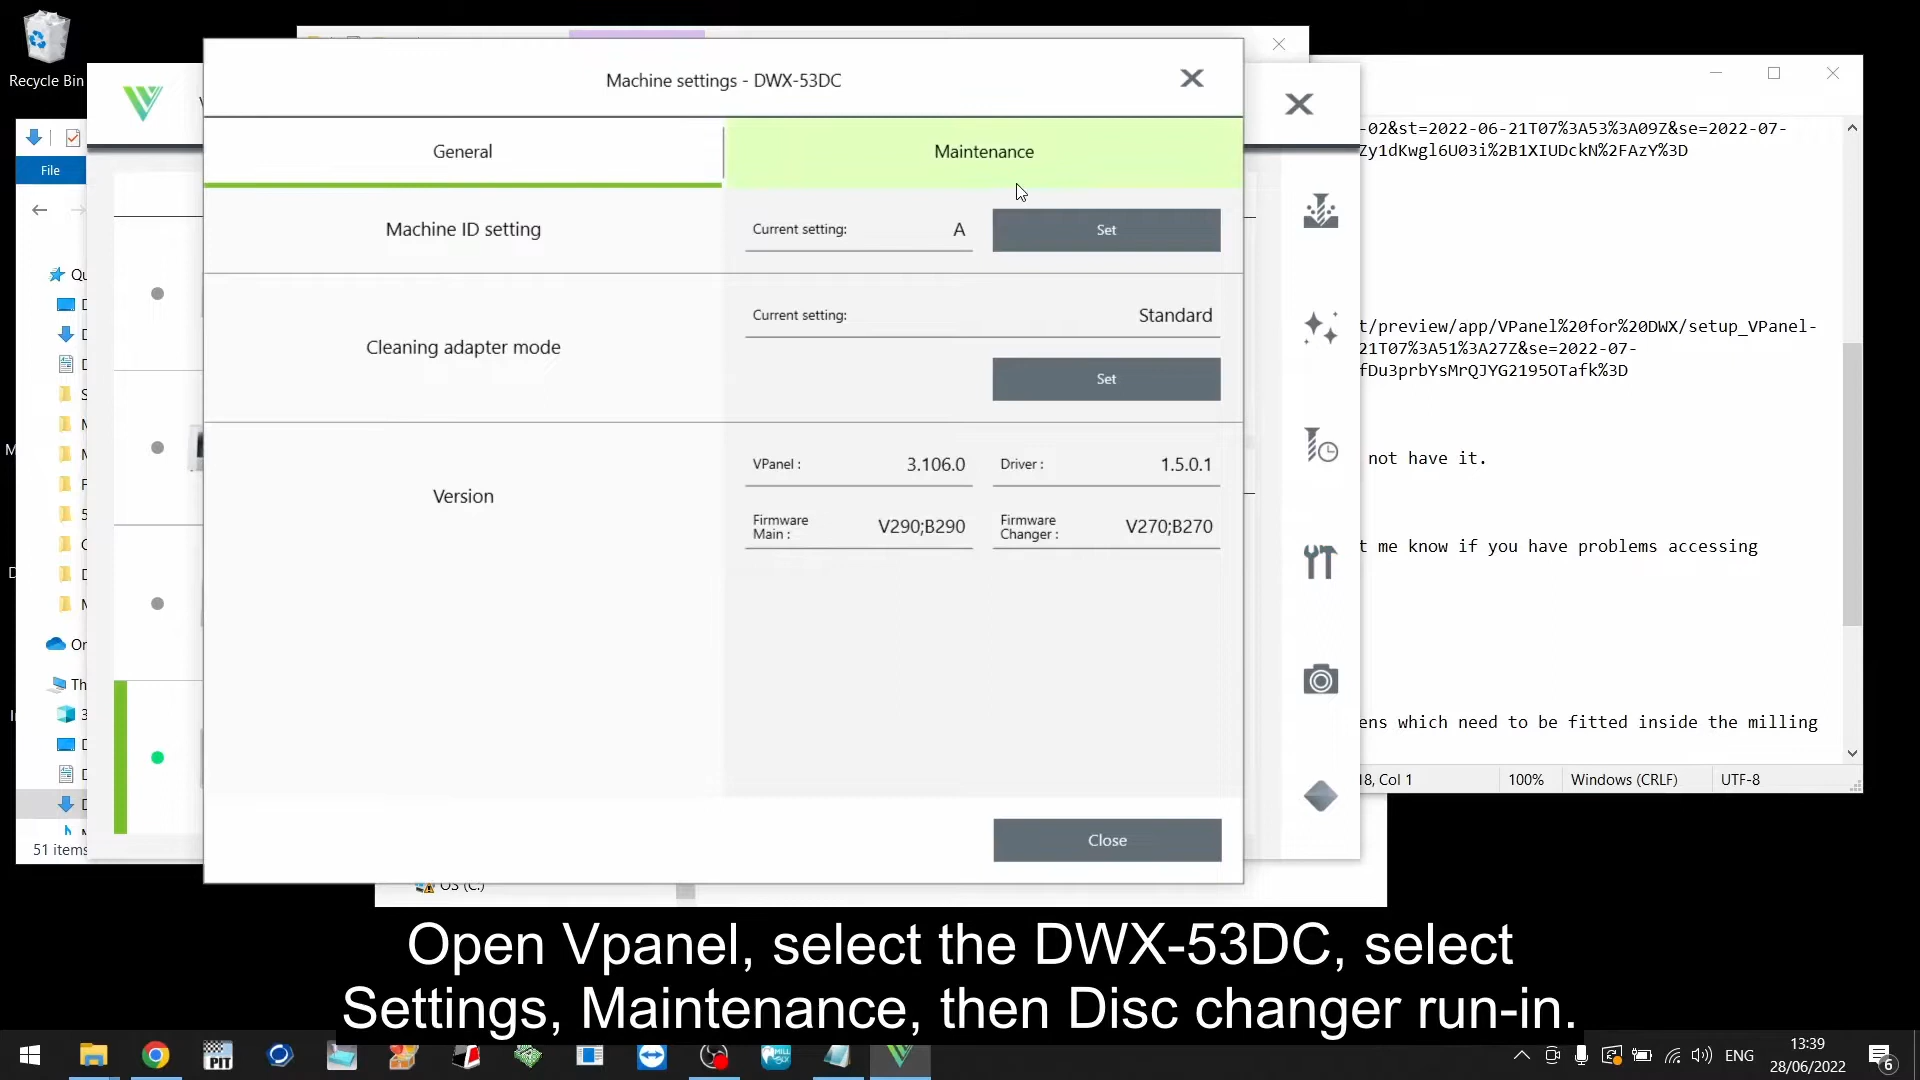 Recycle Bin
Machine settings - DWX-53DC
General
Maintenance
Machine ID setting
Current setting:
A
Set
Cleaning adapter mode
Current setting:
Standard
Set
Version
VPanel :
3.106.0
Driver :
1.5.0.1
Firmware
Main :
V290;B290
Firmware
Changer :
V270;B270
Close
File
51 items
OS (C:)
-02&st=2022-06-21T07%3A53%3A09Z&se=2022-07-
Zy1dKwgl6U03i%2B1XIUDckN%2FAzY%3D
t/preview/app/VPanel%20for%20DWX/setup_VPanel-
21T07%3A51%3A27Z&se=2022-07-
fDu3prbYsMrQJYG2195OTafk%3D
not have it.
t me know if you have problems accessing
ens which need to be fitted inside the milling
18, Col 1
100%
Windows (CRLF)
UTF-8
Open Vpanel, select the DWX-53DC, select
Settings, Maintenance, then Disc changer run-in.
PIT
ENG
13:39
28/06/2022
6